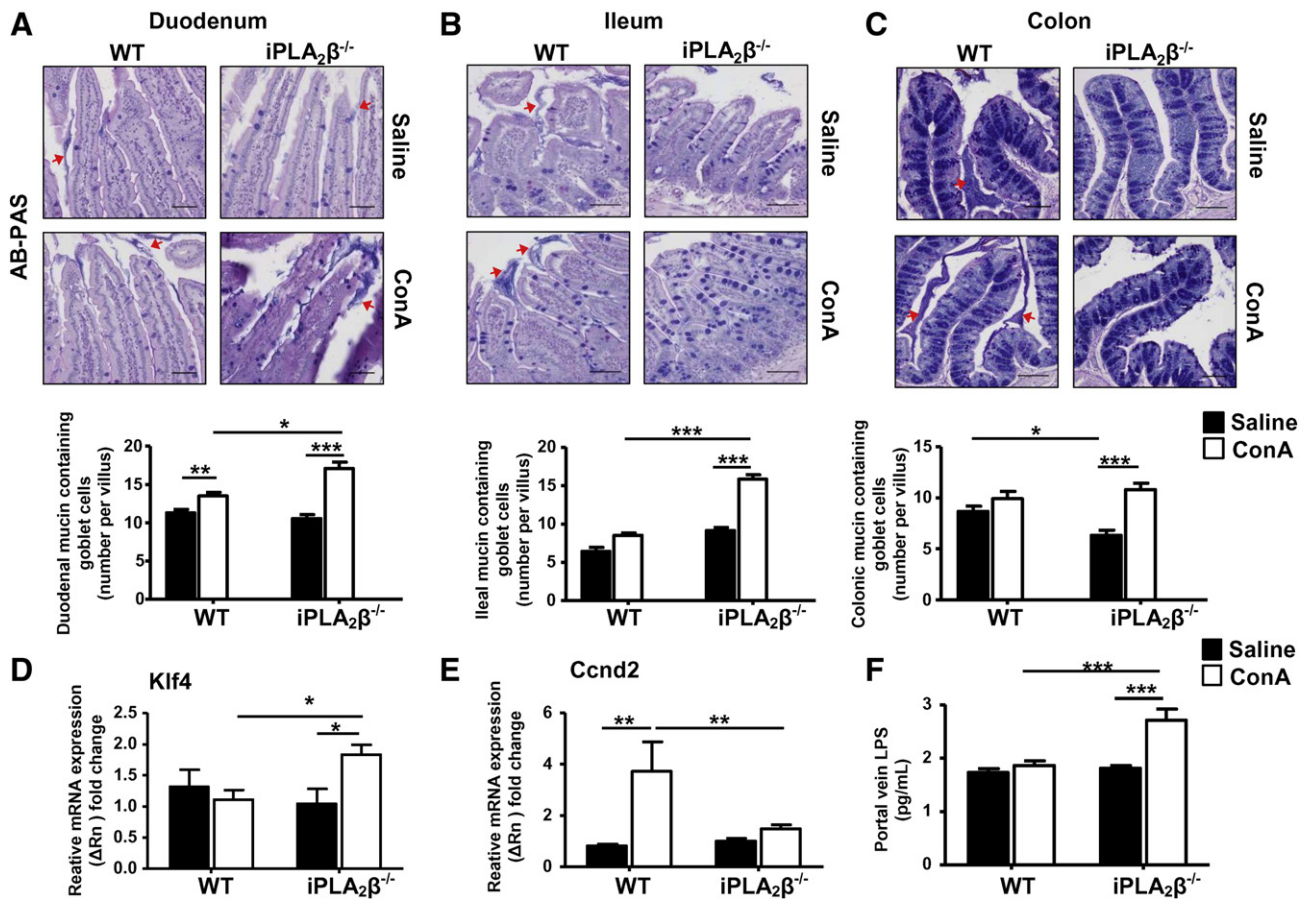 A Duodenum
WT iPLA₂β⁻/⁻
AB-PAS
Saline
ConA
Duodenal mucin containing
goblet cells
(number per villus)
20
15
10
5
0
**
***
*
WT iPLA₂β⁻/⁻
B Ileum
WT iPLA₂β⁻/⁻
Saline
ConA
Ileal mucin containing
goblet cells
(number per villus)
20
15
10
5
0
***
***
WT iPLA₂β⁻/⁻
C Colon
WT iPLA₂β⁻/⁻
Saline
ConA
Colonic mucin containing
goblet cells
(number per villus)
15
10
5
0
*
***
WT iPLA₂β⁻/⁻
Saline
ConA
D Klf4
Reative mRNA expression
(ΔRn ) fold change
2.5
2.0
1.5
1.0
0.5
0.0
*
*
WT iPLA₂β⁻/⁻
E Ccnd2
Reative mRNA expression
(ΔRn ) fold change
6
4
2
0
**
**
WT iPLA₂β⁻/⁻
F
Portal vein LPS
(pg/mL)
3
2
1
0
***
***
WT iPLA₂β⁻/⁻
Saline
ConA